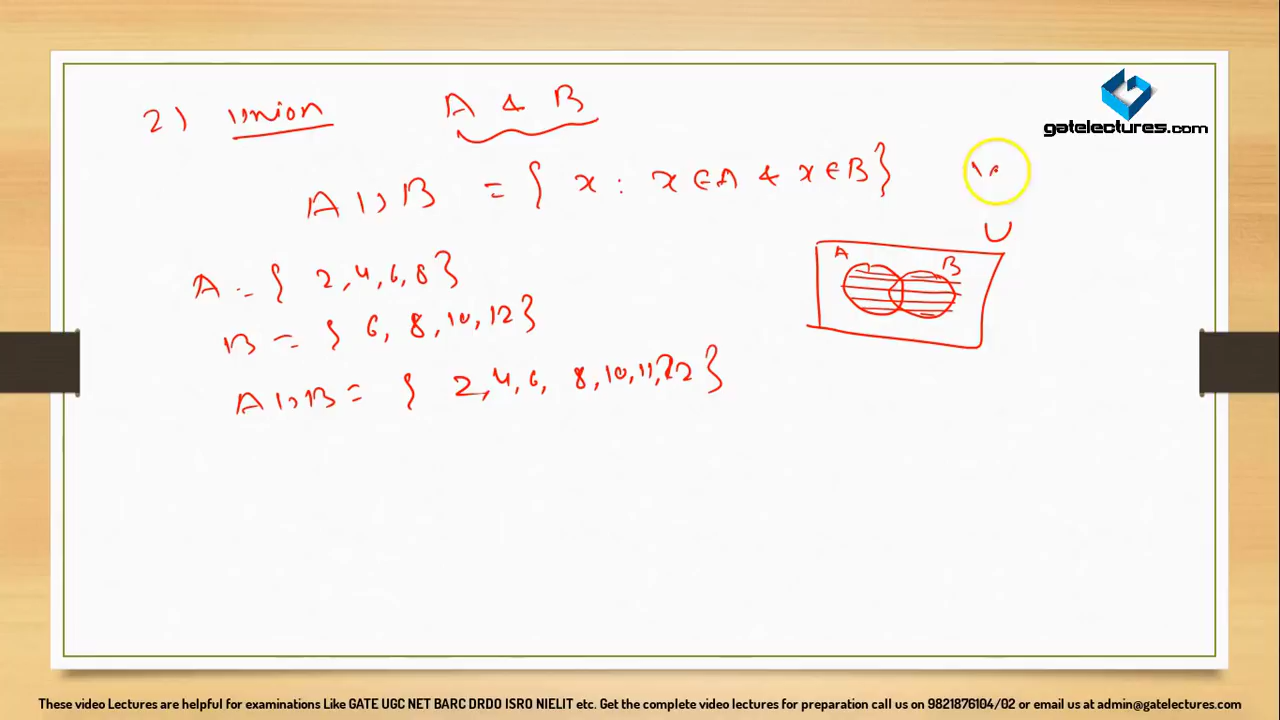 2) Union A & B
gatelectures.com
A ∪ B = { x : x ∈ A & x ∈ B }
U
A B
A = { 2, 4, 6, 8 }
B = { 6, 8, 10, 12 }
A ∪ B = { 2, 4, 6, 8, 10, 11, 12 }
These video Lectures are helpful for examinations Like GATE UGC NET BARC DRDO ISRO NIELIT etc. Get the complete video lectures for preparation call us on 9821876104/02 or email us at admin@gatelectures.com